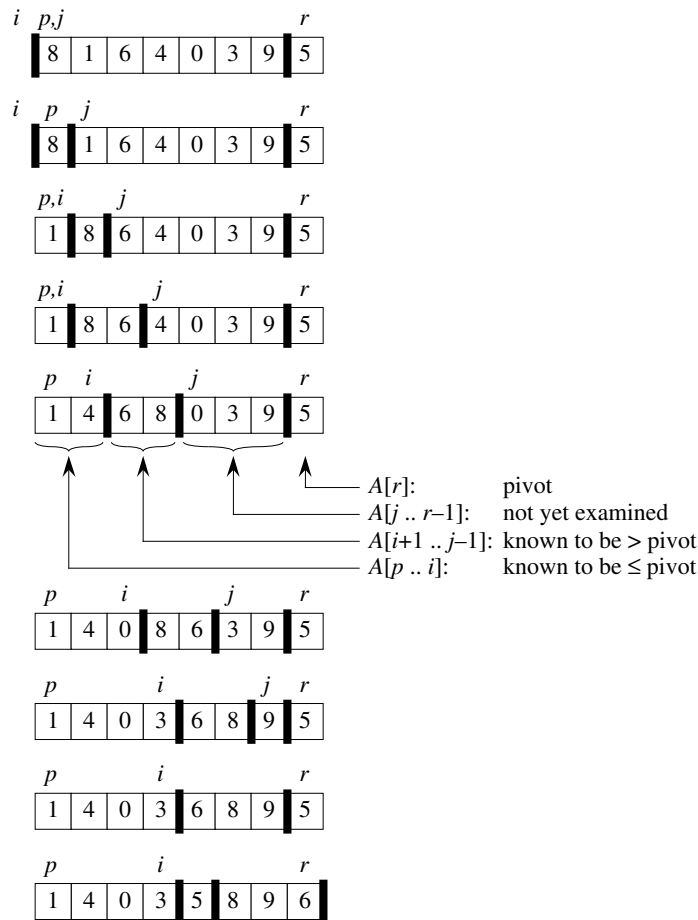 i p,j r
8 1 6 4 0 3 9 5
i p j r
8 1 6 4 0 3 9 5
p,i j r
1 8 6 4 0 3 9 5
p,i j r
1 8 6 4 0 3 9 5
p i j r
1 4 6 8 0 3 9 5
A[r]: pivot
A[j .. r–1]: not yet examined
A[i+1 .. j–1]: known to be > pivot
A[p .. i]: known to be ≤ pivot
p i j r
1 4 0 8 6 3 9 5
p i j r
1 4 0 3 6 8 9 5
p i r
1 4 0 3 6 8 9 5
p i r
1 4 0 3 5 8 9 6